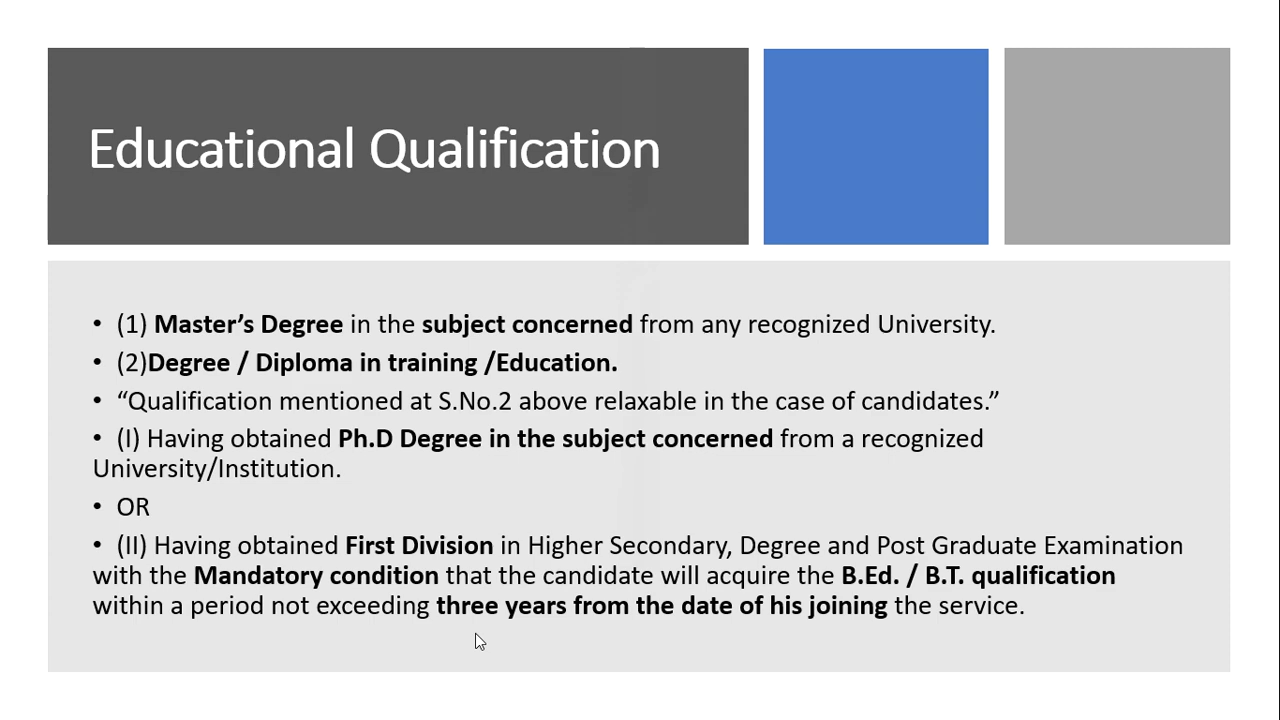 Educational Qualification
• (1) Master’s Degree in the subject concerned from any recognized University.
• (2)Degree / Diploma in training /Education.
• “Qualification mentioned at S.No.2 above relaxable in the case of candidates.”
• (I) Having obtained Ph.D Degree in the subject concerned from a recognized
University/Institution.
• OR
• (II) Having obtained First Division in Higher Secondary, Degree and Post Graduate Examination
with the Mandatory condition that the candidate will acquire the B.Ed. / B.T. qualification
within a period not exceeding three years from the date of his joining the service.